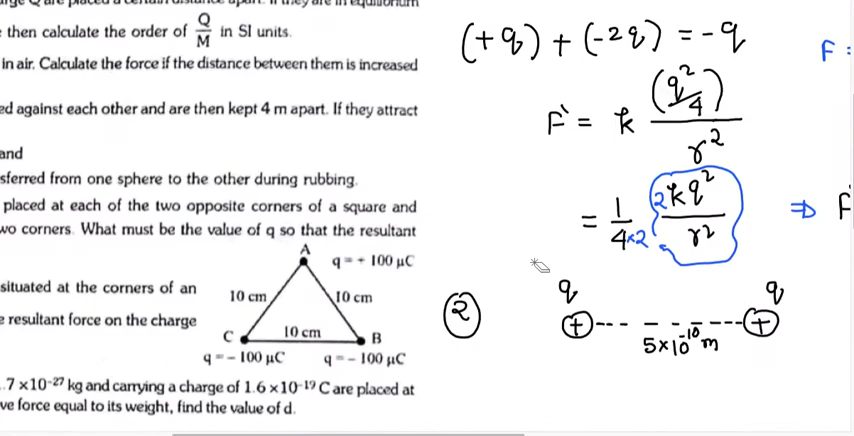 then calculate the order of Q/M in SI units.
in air. Calculate the force if the distance between them is increased
ed against each other and are then kept 4 m apart. If they attract
and
sferred from one sphere to the other during rubbing.
placed at each of the two opposite corners of a square and
wo corners. What must be the value of q so that the resultant
situated at the corners of an
e resultant force on the charge
A
q = + 100 μC
10 cm
10 cm
10 cm
C
B
q = − 100 μC
q = − 100 μC
.7 ×10⁻²⁷ kg and carrying a charge of 1.6 ×10⁻¹⁹ C are placed at
ve force equal to its weight, find the value of d.
(+q) + (-2q) = -q
F =
F' = k (q²/4) / r²
= 1/4×2 2kq²/r² ⇒ F'
②
q q
+ --- - - - --- +
5×10⁻¹⁰ m